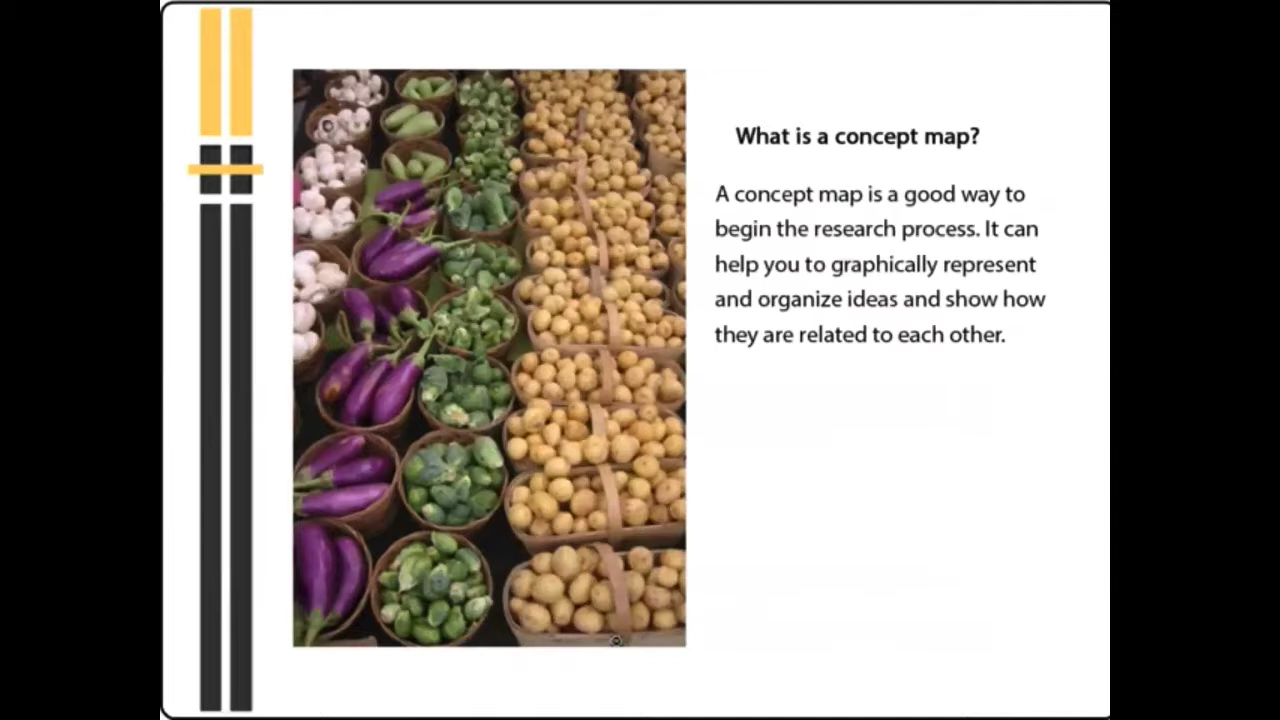 What is a concept map?
A concept map is a good way to
begin the research process. It can
help you to graphically represent
and organize ideas and show how
they are related to each other.